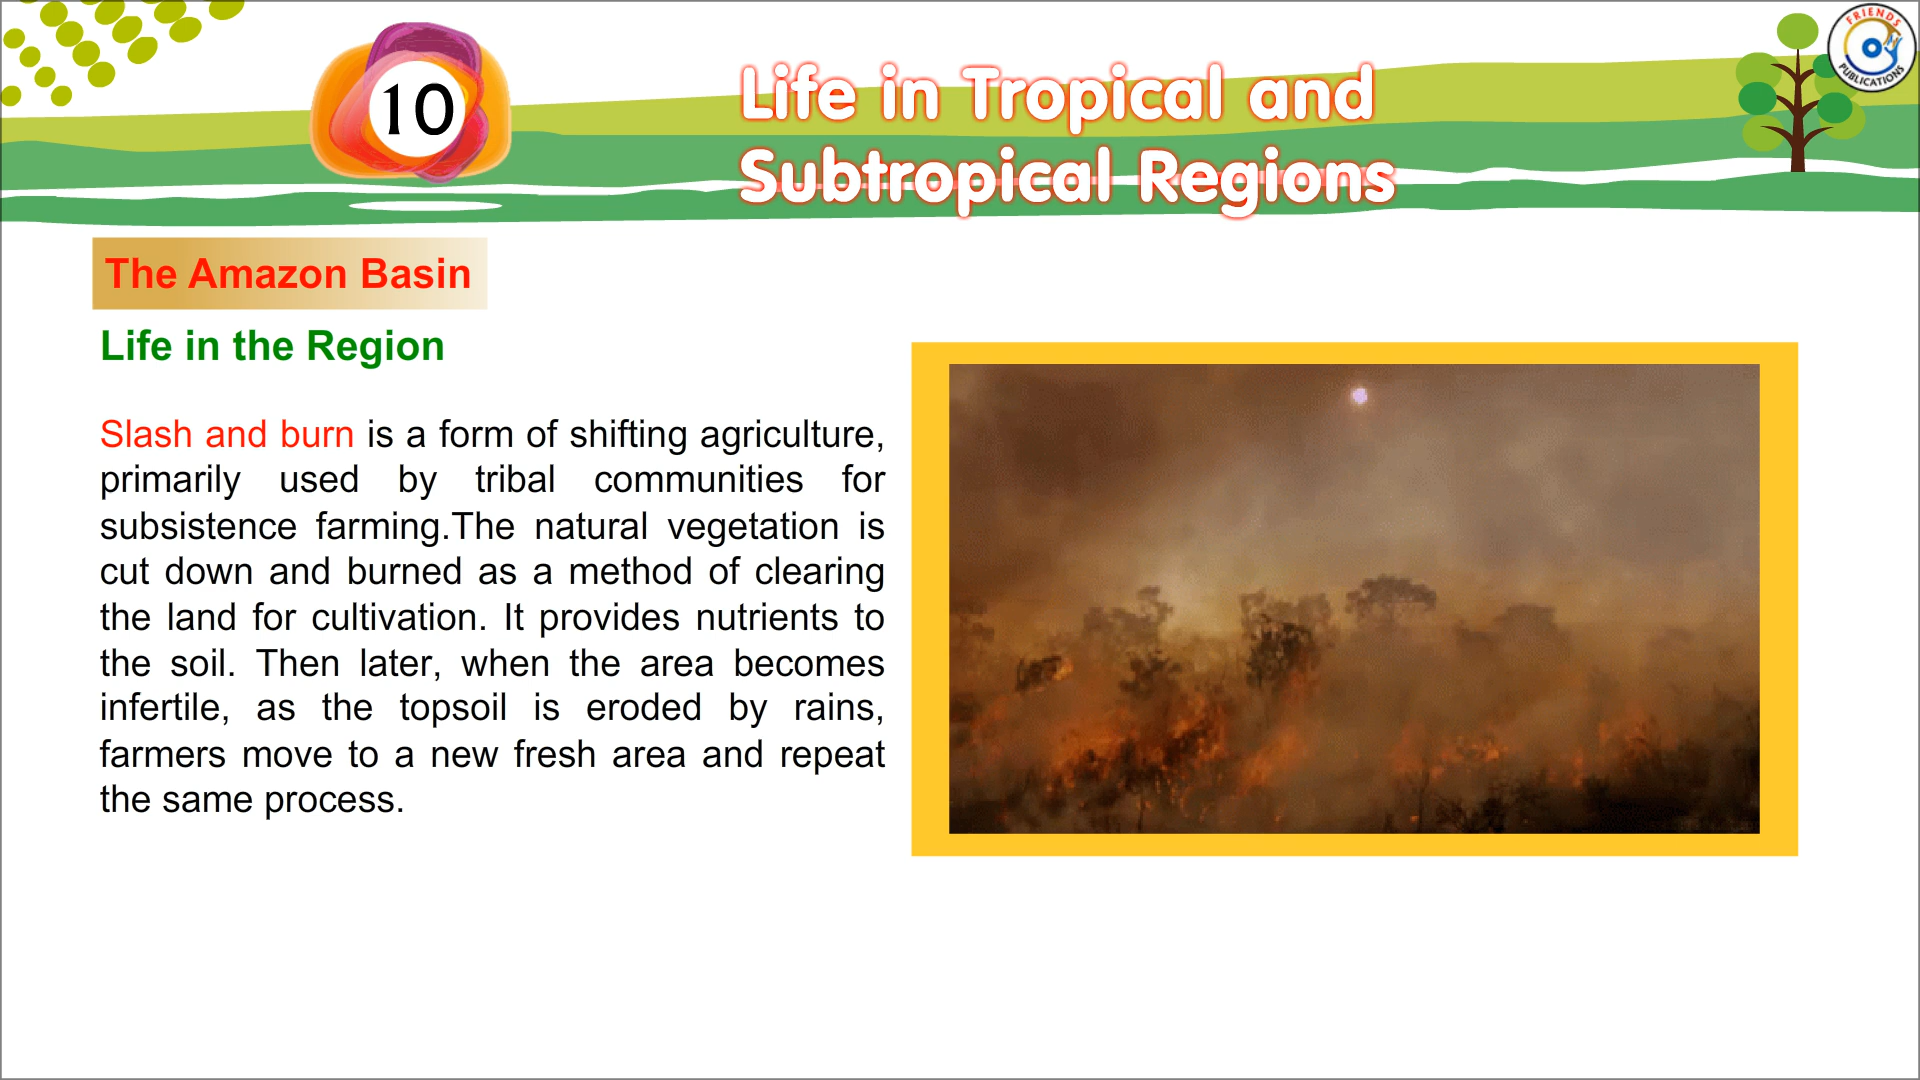 10
Life in Tropical and
Subtropical Regions
FRIENDS
PUBLICATIONS
The Amazon Basin
Life in the Region
Slash and burn is a form of shifting agriculture,
primarily used by tribal communities for
subsistence farming.The natural vegetation is
cut down and burned as a method of clearing
the land for cultivation. It provides nutrients to
the soil. Then later, when the area becomes
infertile, as the topsoil is eroded by rains,
farmers move to a new fresh area and repeat
the same process.